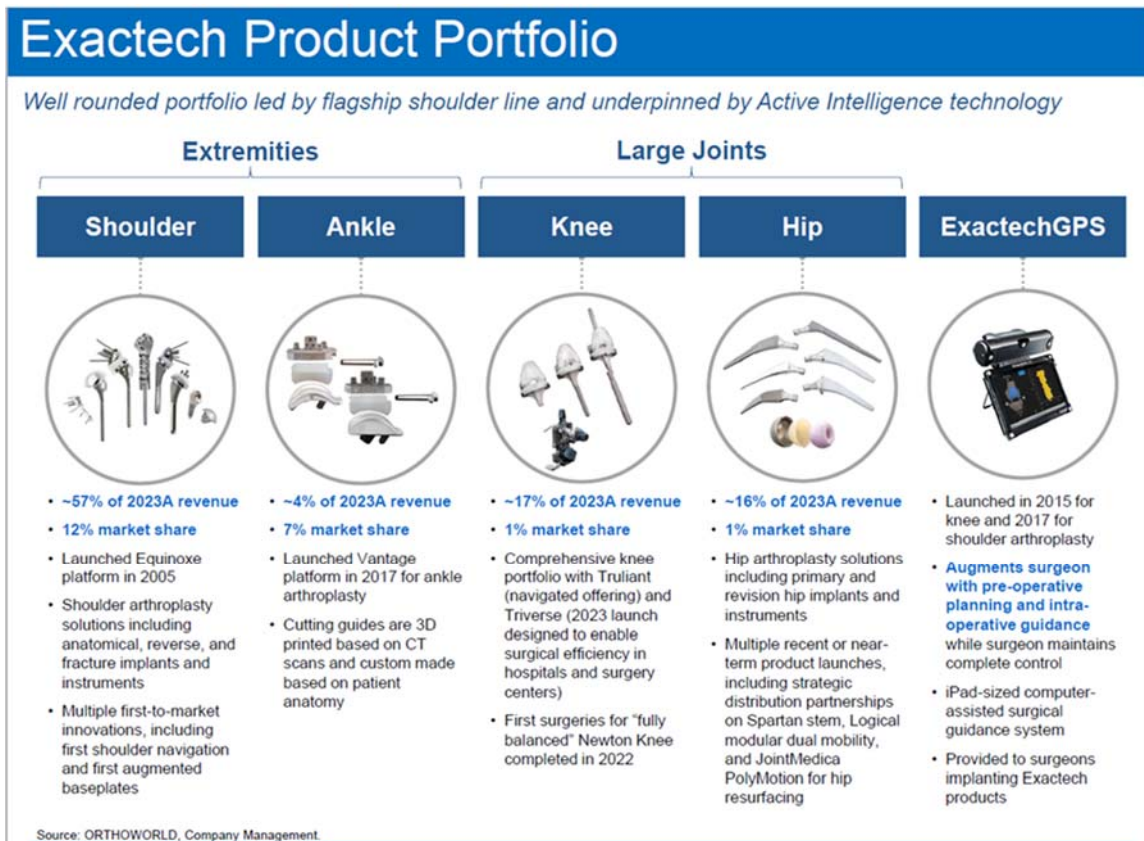 Exactech Product Portfolio
Well rounded portfolio led by flagship shoulder line and underpinned by Active Intelligence technology
Extremities
Large Joints
Shoulder
• ~57% of 2023A revenue
• 12% market share
• Launched Equinoxe
platform in 2005
• Shoulder arthroplasty
solutions including
anatomical, reverse, and
fracture implants and
instruments
• Multiple first-to-market
innovations, including
first shoulder navigation
and first augmented
baseplates
Ankle
• ~4% of 2023A revenue
• 7% market share
• Launched Vantage
platform in 2017 for ankle
arthroplasty
• Cutting guides are 3D
printed based on CT
scans and custom made
based on patient
anatomy
Knee
• ~17% of 2023A revenue
• 1% market share
• Comprehensive knee
portfolio with Truliant
(navigated offering) and
Triverse (2023 launch
designed to enable
surgical efficiency in
hospitals and surgery
centers)
• First surgeries for “fully
balanced” Newton Knee
completed in 2022
Hip
• ~16% of 2023A revenue
• 1% market share
• Hip arthroplasty solutions
including primary and
revision hip implants and
instruments
• Multiple recent or near-
term product launches,
including strategic
distribution partnerships
on Spartan stem, Logical
modular dual mobility,
and JointMedica
PolyMotion for hip
resurfacing
ExactechGPS
• Launched in 2015 for
knee and 2017 for
shoulder arthroplasty
• Augments surgeon
with pre-operative
planning and intra-
operative guidance
while surgeon maintains
complete control
• iPad-sized computer-
assisted surgical
guidance system
• Provided to surgeons
implanting Exactech
products
Source: ORTHOWORLD, Company Management.